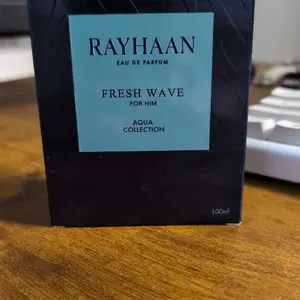 RAYHAAN
EAU DE PARFUM
FRESH WAVE
FOR HIM
AQUA
COLLECTION
100ml